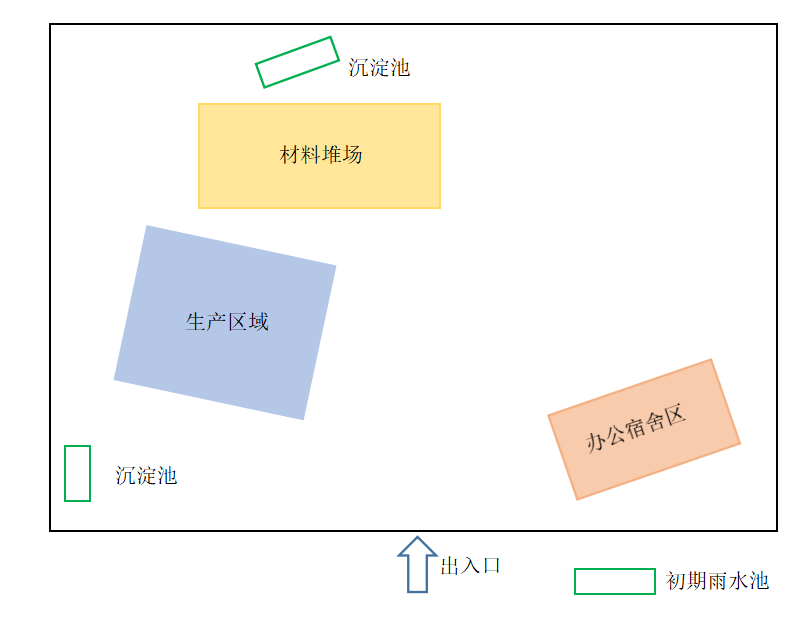 沉淀池
材料堆场
生产区域
办公宿舍区
沉淀池
出入口
初期雨水池